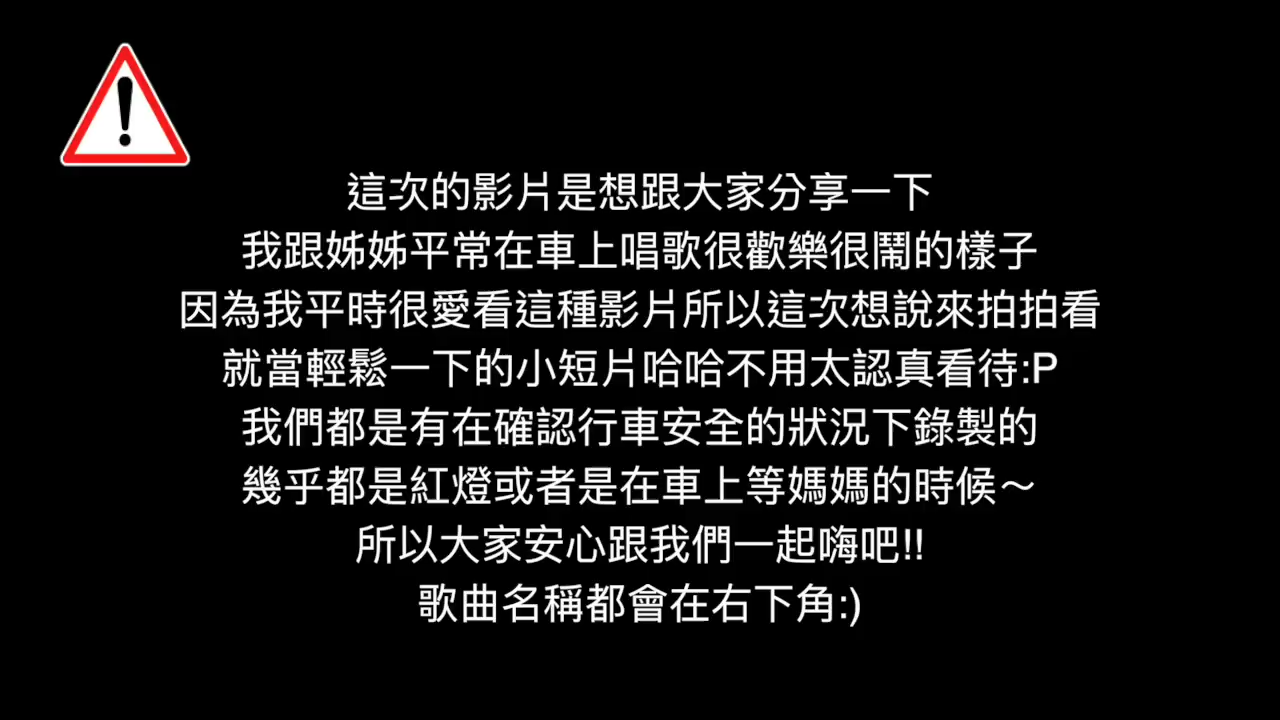 這次的影片是想跟大家分享一下
我跟姊姊平常在車上唱歌很歡樂很鬧的樣子
因為我平時很愛看這種影片所以這次想說來拍拍看
就當輕鬆一下的小短片哈哈不用太認真看待:P
我們都是有在確認行車安全的狀況下錄製的
幾乎都是紅燈或者是在車上等媽媽的時候～
所以大家安心跟我們一起嗨吧!!
歌曲名稱都會在右下角:)